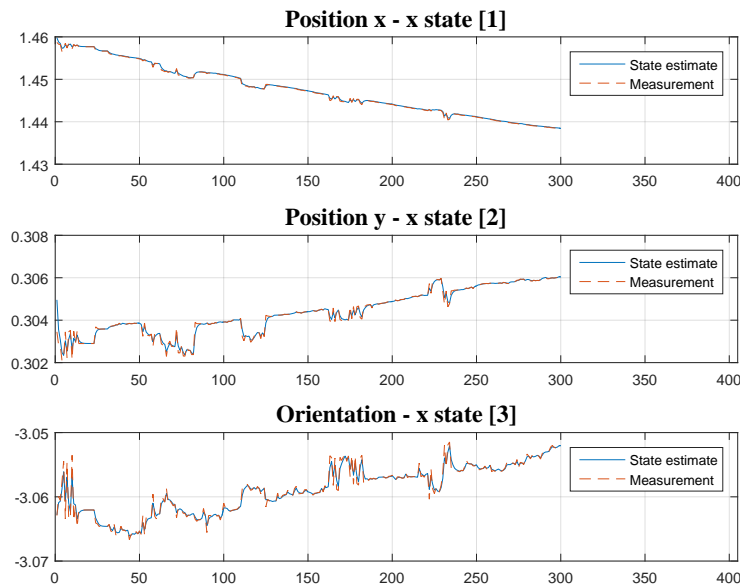 Position x - x state [1]
1.46
1.45
1.44
1.43
State estimate
Measurement
0 50 100 150 200 250 300 350 400
Position y - x state [2]
0.308
0.306
0.304
0.302
State estimate
Measurement
0 50 100 150 200 250 300 350 400
Orientation - x state [3]
-3.05
-3.06
-3.07
State estimate
Measurement
0 50 100 150 200 250 300 350 400